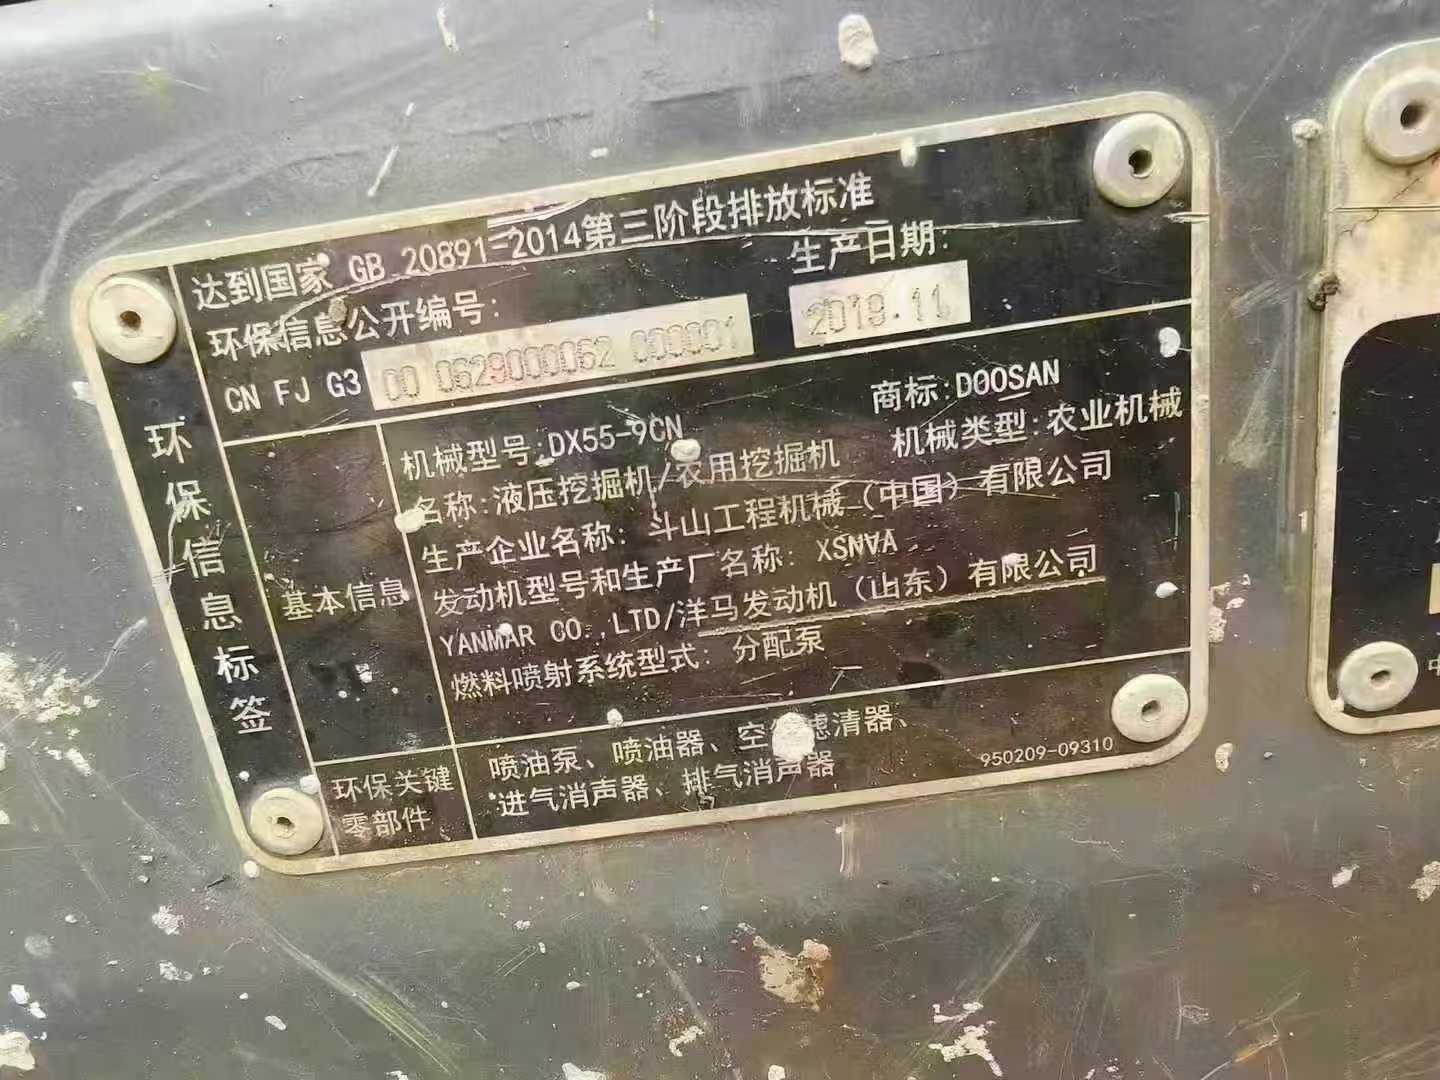 达到国家 GB 20891-2014第三阶段排放标准
环保信息公开编号:
生产日期:
CN FJ G3 00 0629000062 000001
2019.11
环保信息标签
基本信息
机械型号:DX55-9CN
商标:DOOSAN
名称:液压挖掘机/农用挖掘机
机械类型:农业机械
生产企业名称: 斗山工程机械(中国)有限公司
发动机型号和生产厂名称: XSNVA
YANMAR CO.,LTD/洋马发动机(山东)有限公司
燃料喷射系统型式: 分配泵
环保关键
零部件
喷油泵、喷油器、空气滤清器、
进气消声器、排气消声器
950209-09310
中